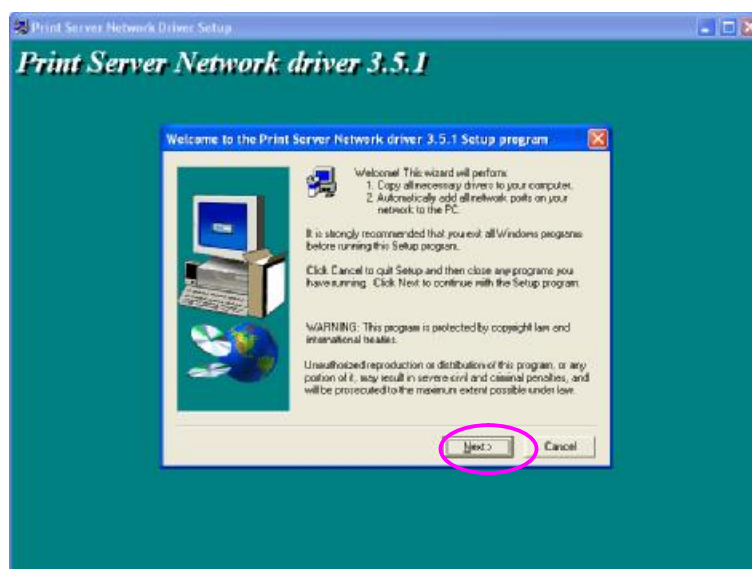 Print Server Network Driver Setup
Print Server Network driver 3.5.1
Welcome to the Print Server Network driver 3.5.1 Setup program
Welcome! This wizard will perform:
1. Copy all necessary drivers to your computer.
2. Automatically add all network ports on your
network to the PC.
It is strongly recommended that you exit all Windows programs
before running this Setup program.
Click Cancel to quit Setup and then close any programs you
have running. Click Next to continue with the Setup program.
WARNING: This program is protected by copyright law and
international treaties.
Unauthorized reproduction or distribution of this program, or any
portion of it, may result in severe civil and criminal penalties, and
will be prosecuted to the maximum extent possible under law.
Next >
Cancel